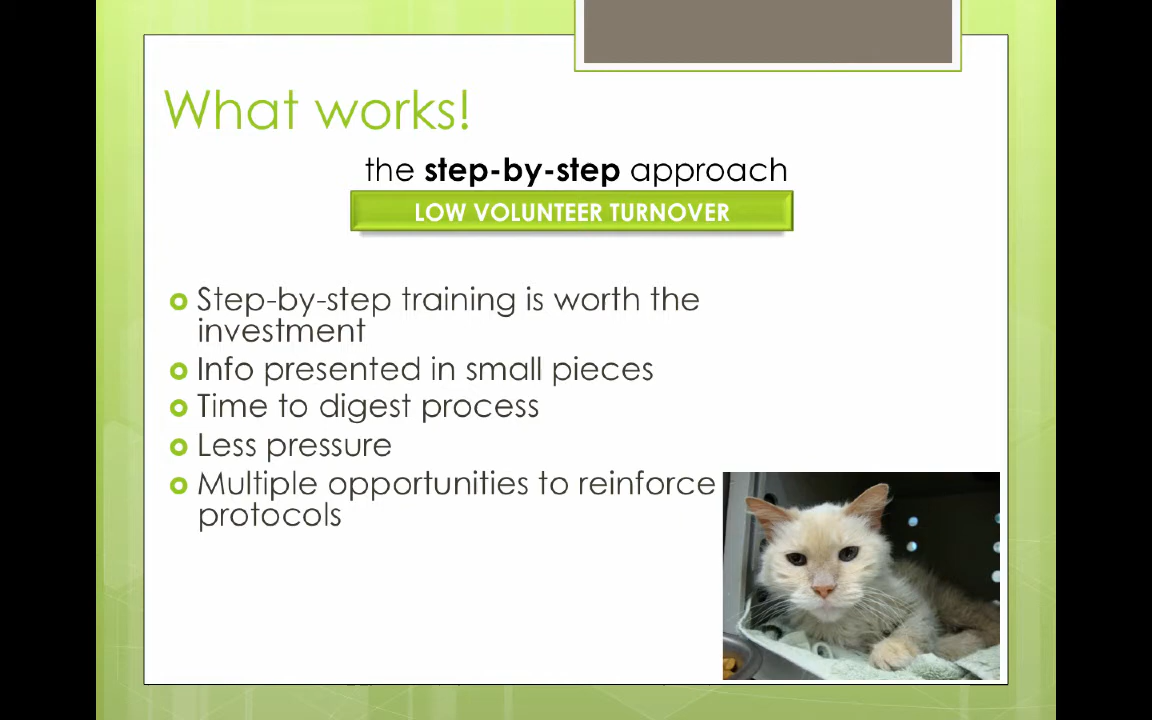 What works!
the step-by-step approach
LOW VOLUNTEER TURNOVER
Step-by-step training is worth the
investment
Info presented in small pieces
Time to digest process
Less pressure
Multiple opportunities to reinforce
protocols